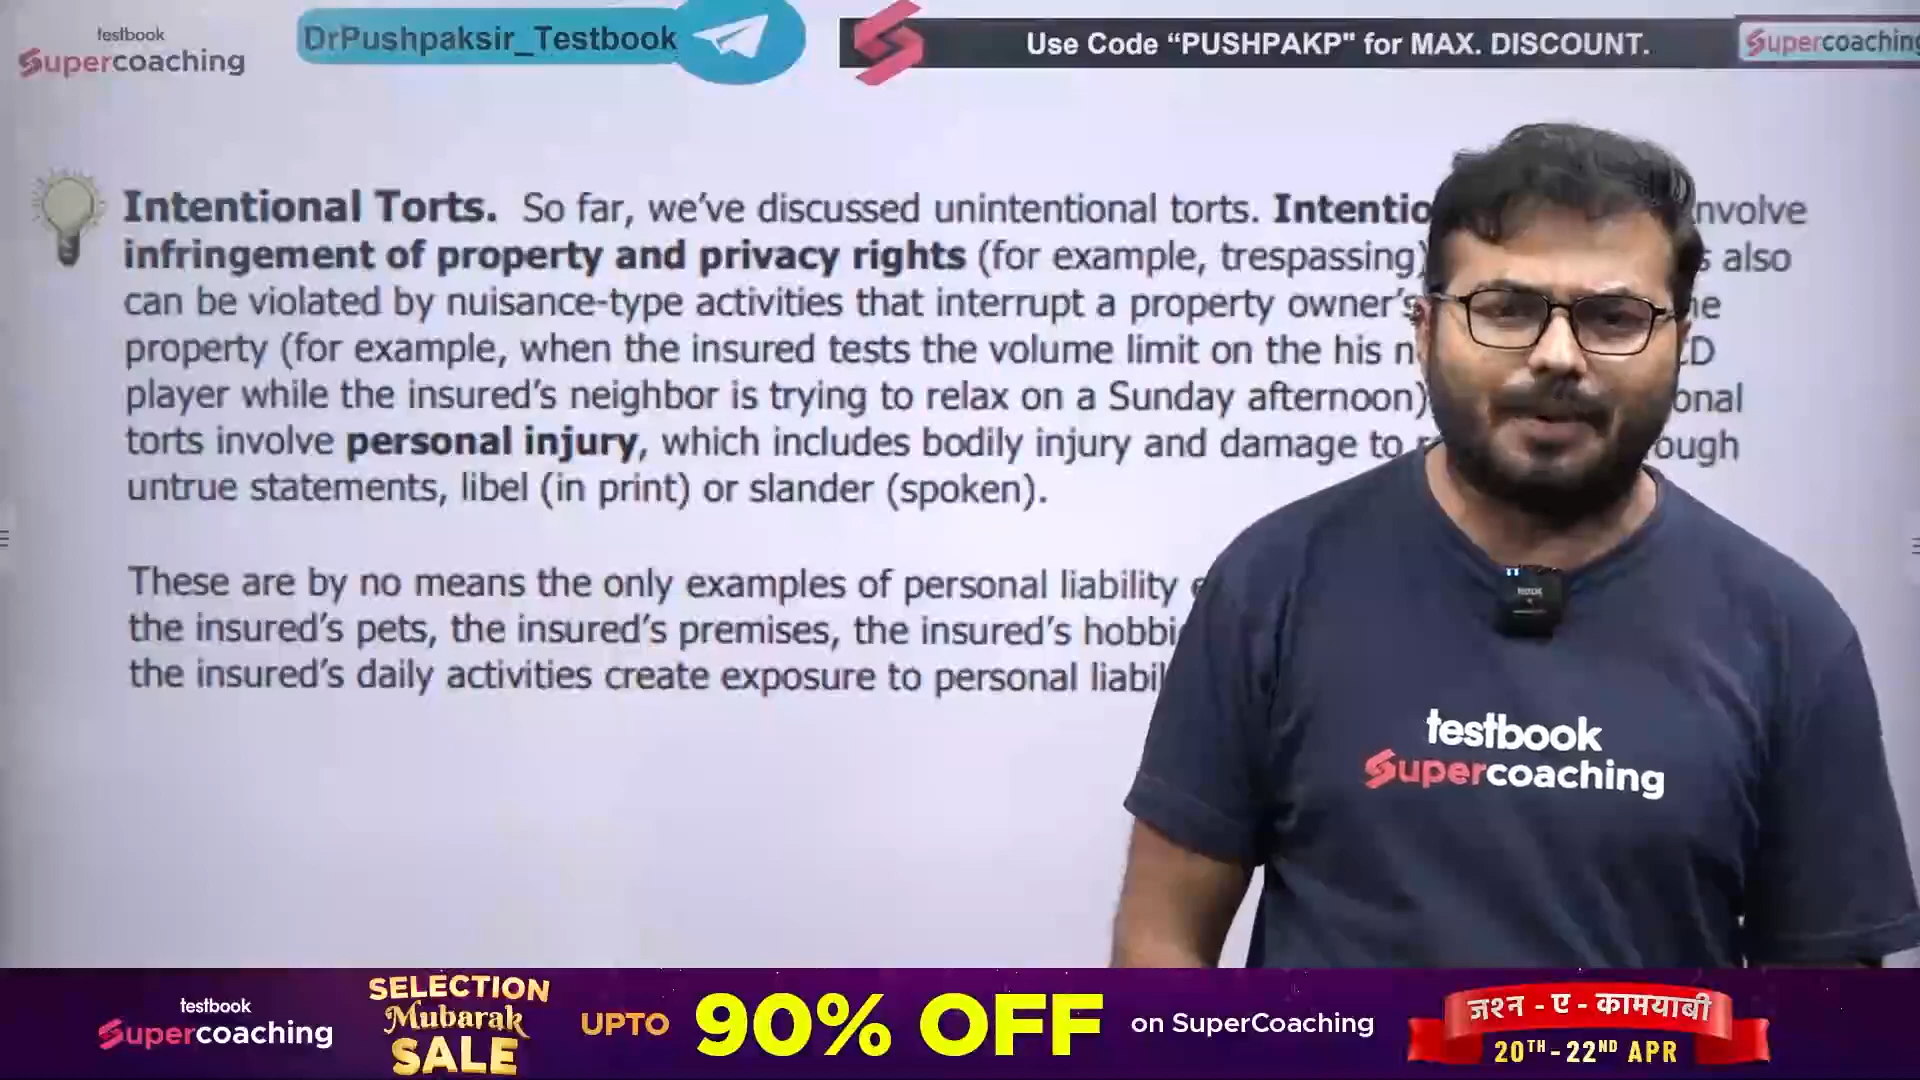 testbook
Supercoaching
DrPushpaksir_Testbook
Use Code “PUSHPAKP" for MAX. DISCOUNT.
Supercoaching
Intentional Torts. So far, we’ve discussed unintentional torts. Intentio nvolve
infringement of property and privacy rights (for example, trespassing) s also
can be violated by nuisance-type activities that interrupt a property owner’s
property (for example, when the insured tests the volume limit on the his n CD
player while the insured’s neighbor is trying to relax on a Sunday afternoon) onal
torts involve personal injury, which includes bodily injury and damage to ough
untrue statements, libel (in print) or slander (spoken).
These are by no means the only examples of personal liability
the insured’s pets, the insured’s premises, the insured’s hobbi
the insured’s daily activities create exposure to personal liabil
testbook
Supercoaching
testbook
Supercoaching
SELECTION
Mubarak
SALE
UPTO 90% OFF on SuperCoaching
जश्न - ए - कामयाबी
20TH - 22ND APR